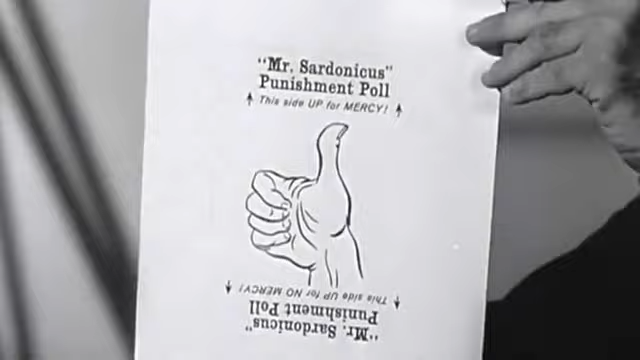 "Mr. Sardonicus"
Punishment Poll
This side UP for MERCY!
This side UP for NO MERCY!
Punishment Poll
"Mr. Sardonicus"